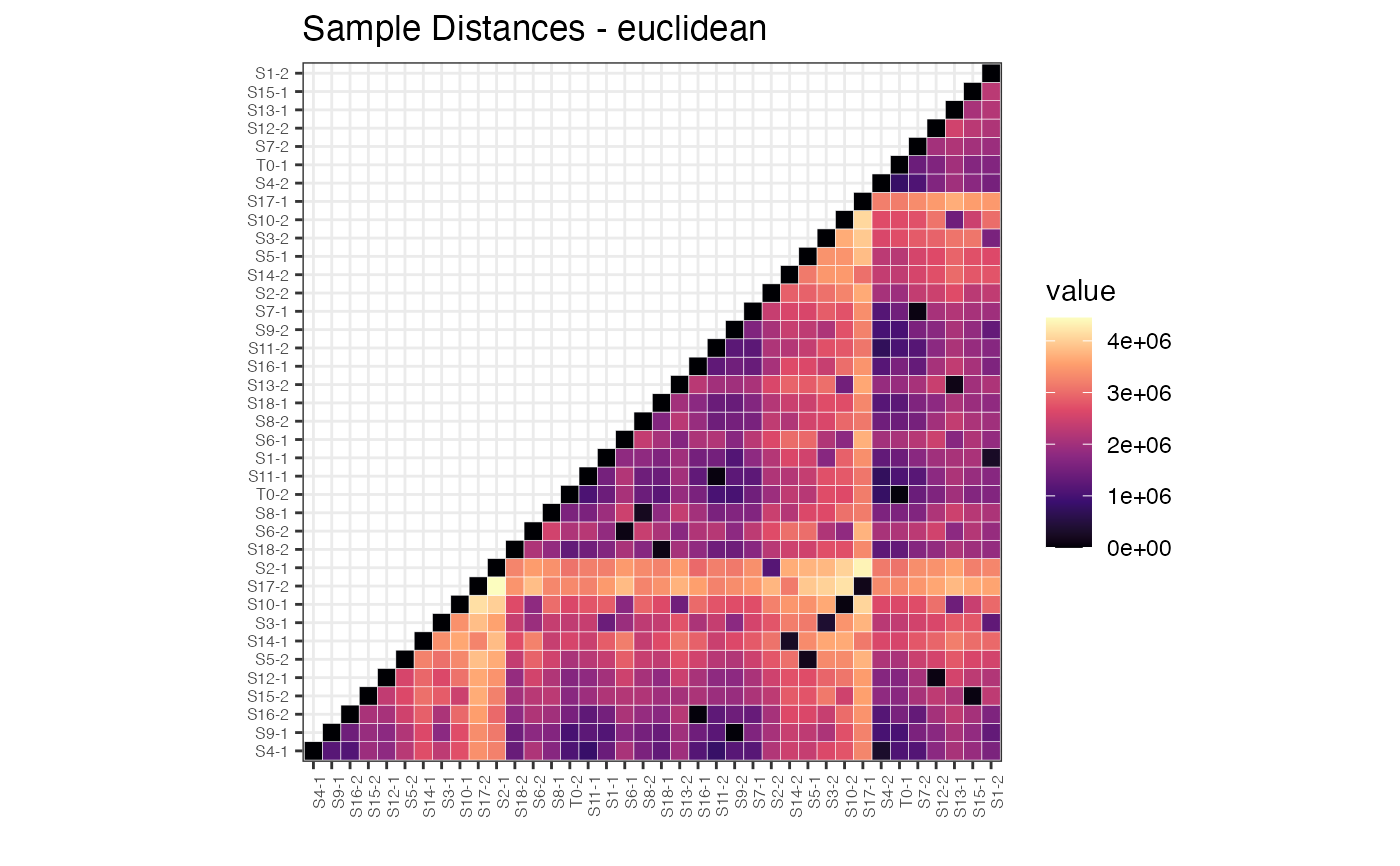 Sample Distances - euclidean
S1-2
S15-1
S13-1
S12-2
S7-2
T0-1
S4-2
S17-1
S10-2
S3-2
S5-1
S14-2
S2-2
S7-1
S9-2
S11-2
S16-1
S13-2
S18-1
S8-2
S6-1
S1-1
S11-1
T0-2
S8-1
S6-2
S18-2
S2-1
S17-2
S10-1
S3-1
S14-1
S5-2
S12-1
S15-2
S16-2
S9-1
S4-1
S4-1
S9-1
S16-2
S15-2
S12-1
S5-2
S14-1
S3-1
S10-1
S17-2
S2-1
S18-2
S6-2
S8-1
T0-2
S11-1
S1-1
S6-1
S8-2
S18-1
S13-2
S16-1
S11-2
S9-2
S7-1
S2-2
S14-2
S5-1
S3-2
S10-2
S17-1
S4-2
T0-1
S7-2
S12-2
S13-1
S15-1
S1-2
value
4e+06
3e+06
2e+06
1e+06
0e+00